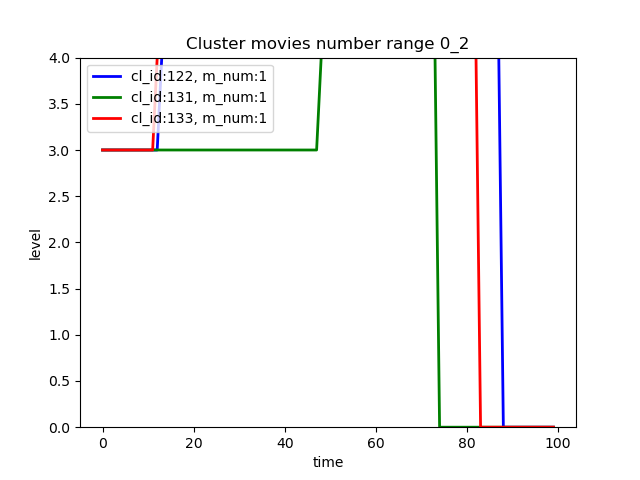 Cluster movies number range 0_2
4.0
3.5
3.0
2.5
2.0
1.5
1.0
0.5
0.0
level
cl_id:122, m_num:1
cl_id:131, m_num:1
cl_id:133, m_num:1
0 20 40 60 80 100
time